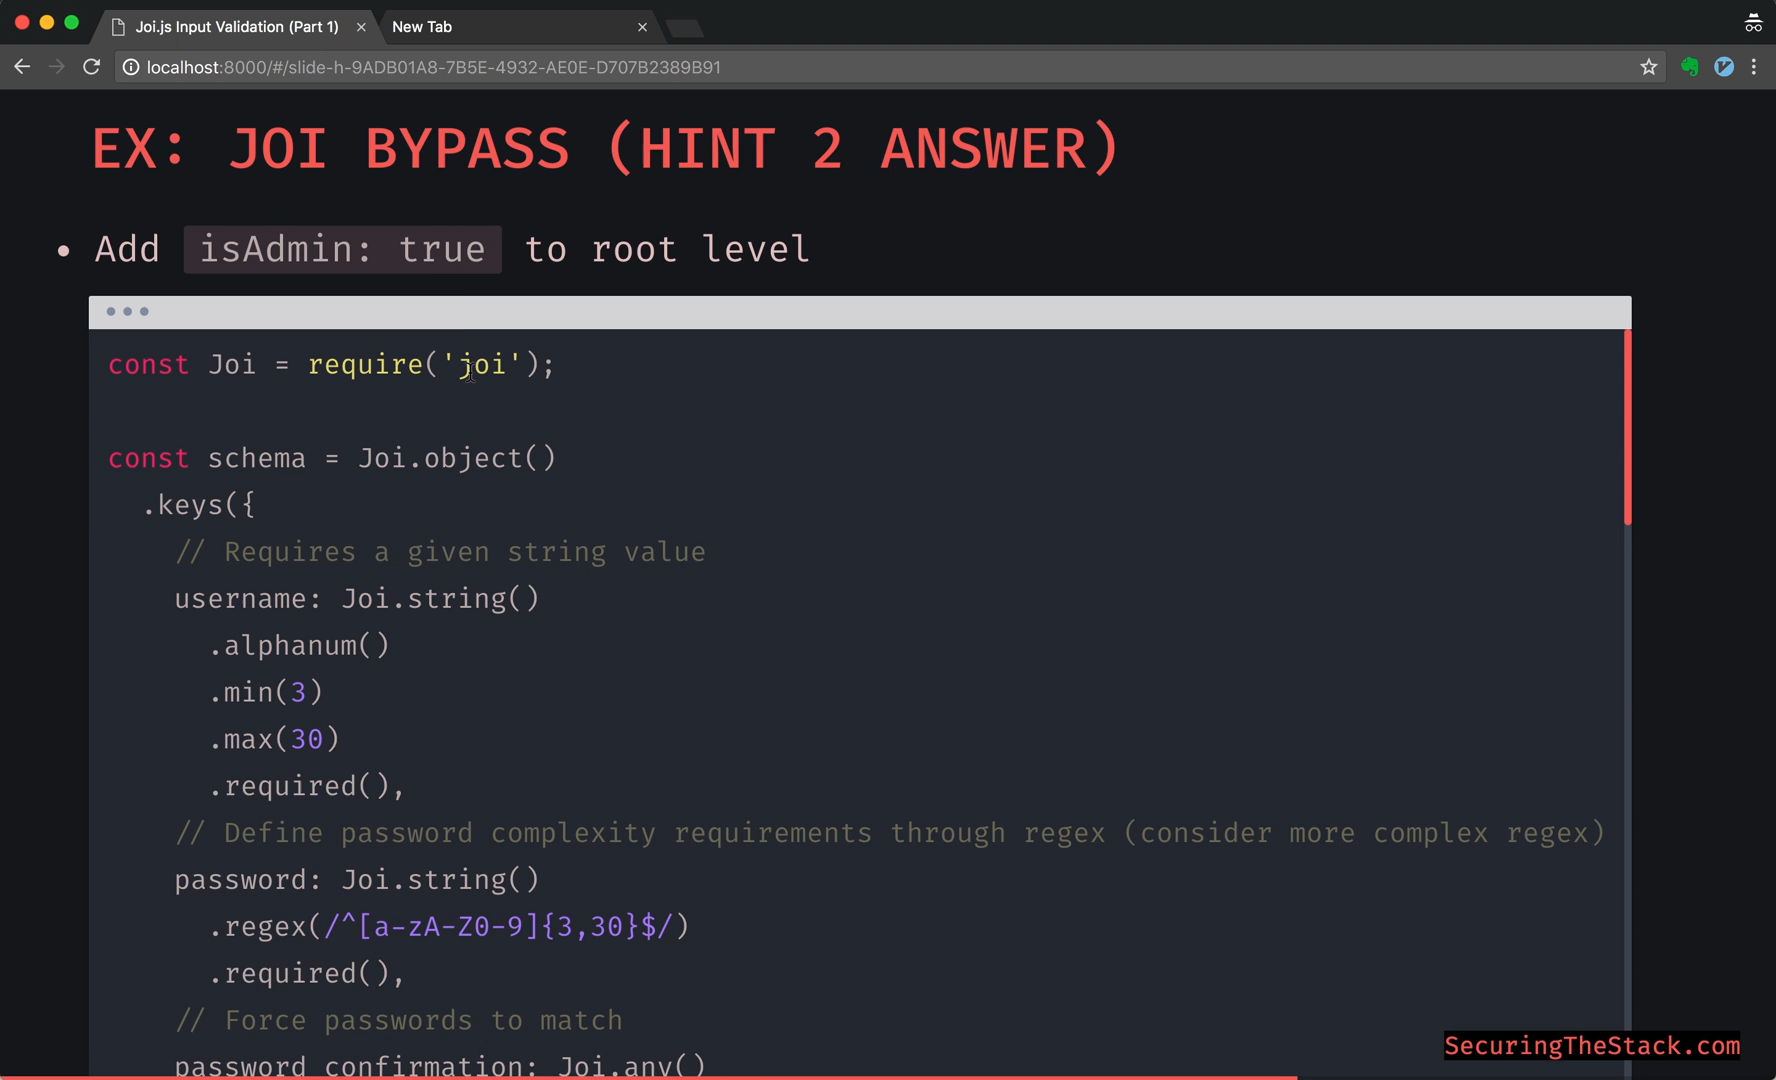 Joi.js Input Validation (Part 1)
New Tab
localhost:8000/#/slide-h-9ADB01A8-7B5E-4932-AE0E-D707B2389B91
EX: JOI BYPASS (HINT 2 ANSWER)
• Add isAdmin: true to root level
const Joi = require('joi');
const schema = Joi.object()
.keys({
// Requires a given string value
username: Joi.string()
.alphanum()
.min(3)
.max(30)
.required(),
// Define password complexity requirements through regex (consider more complex regex)
password: Joi.string()
.regex(/^[a-zA-Z0-9]{3,30}$/)
.required(),
// Force passwords to match
password_confirmation: Joi.any()
SecuringTheStack.com